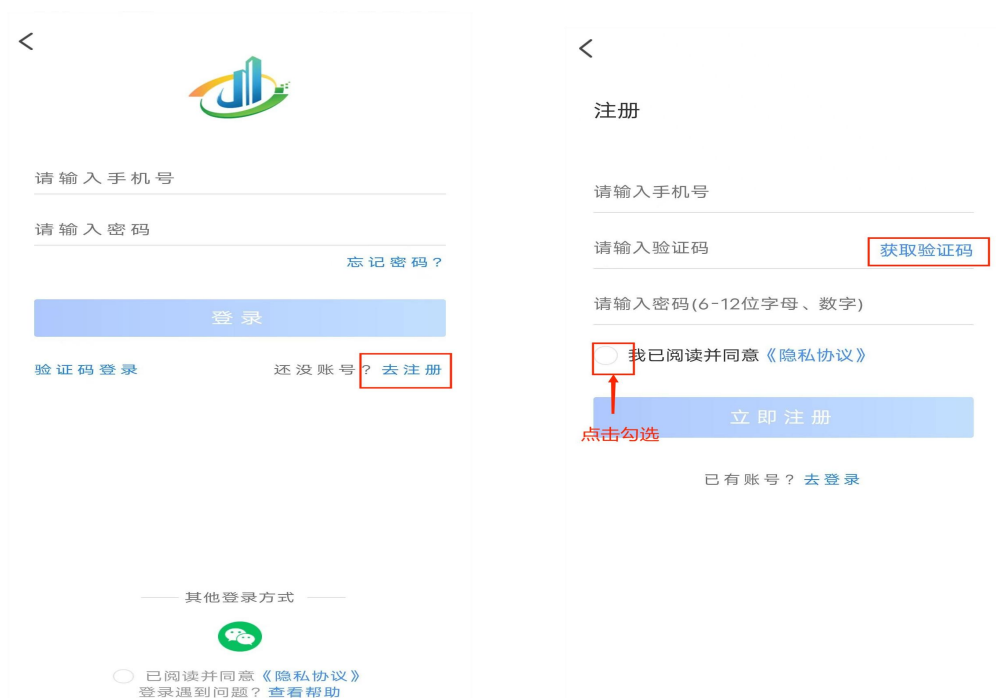 请输入手机号
请输入密码
忘记密码?
登录
验证码登录
还没账号? 去注册
其他登录方式
已阅读并同意《隐私协议》
登录遇到问题? 查看帮助
注册
请输入手机号
请输入验证码
获取验证码
请输入密码(6-12位字母、数字)
我已阅读并同意《隐私协议》
立即注册
点击勾选
已有账号? 去登录